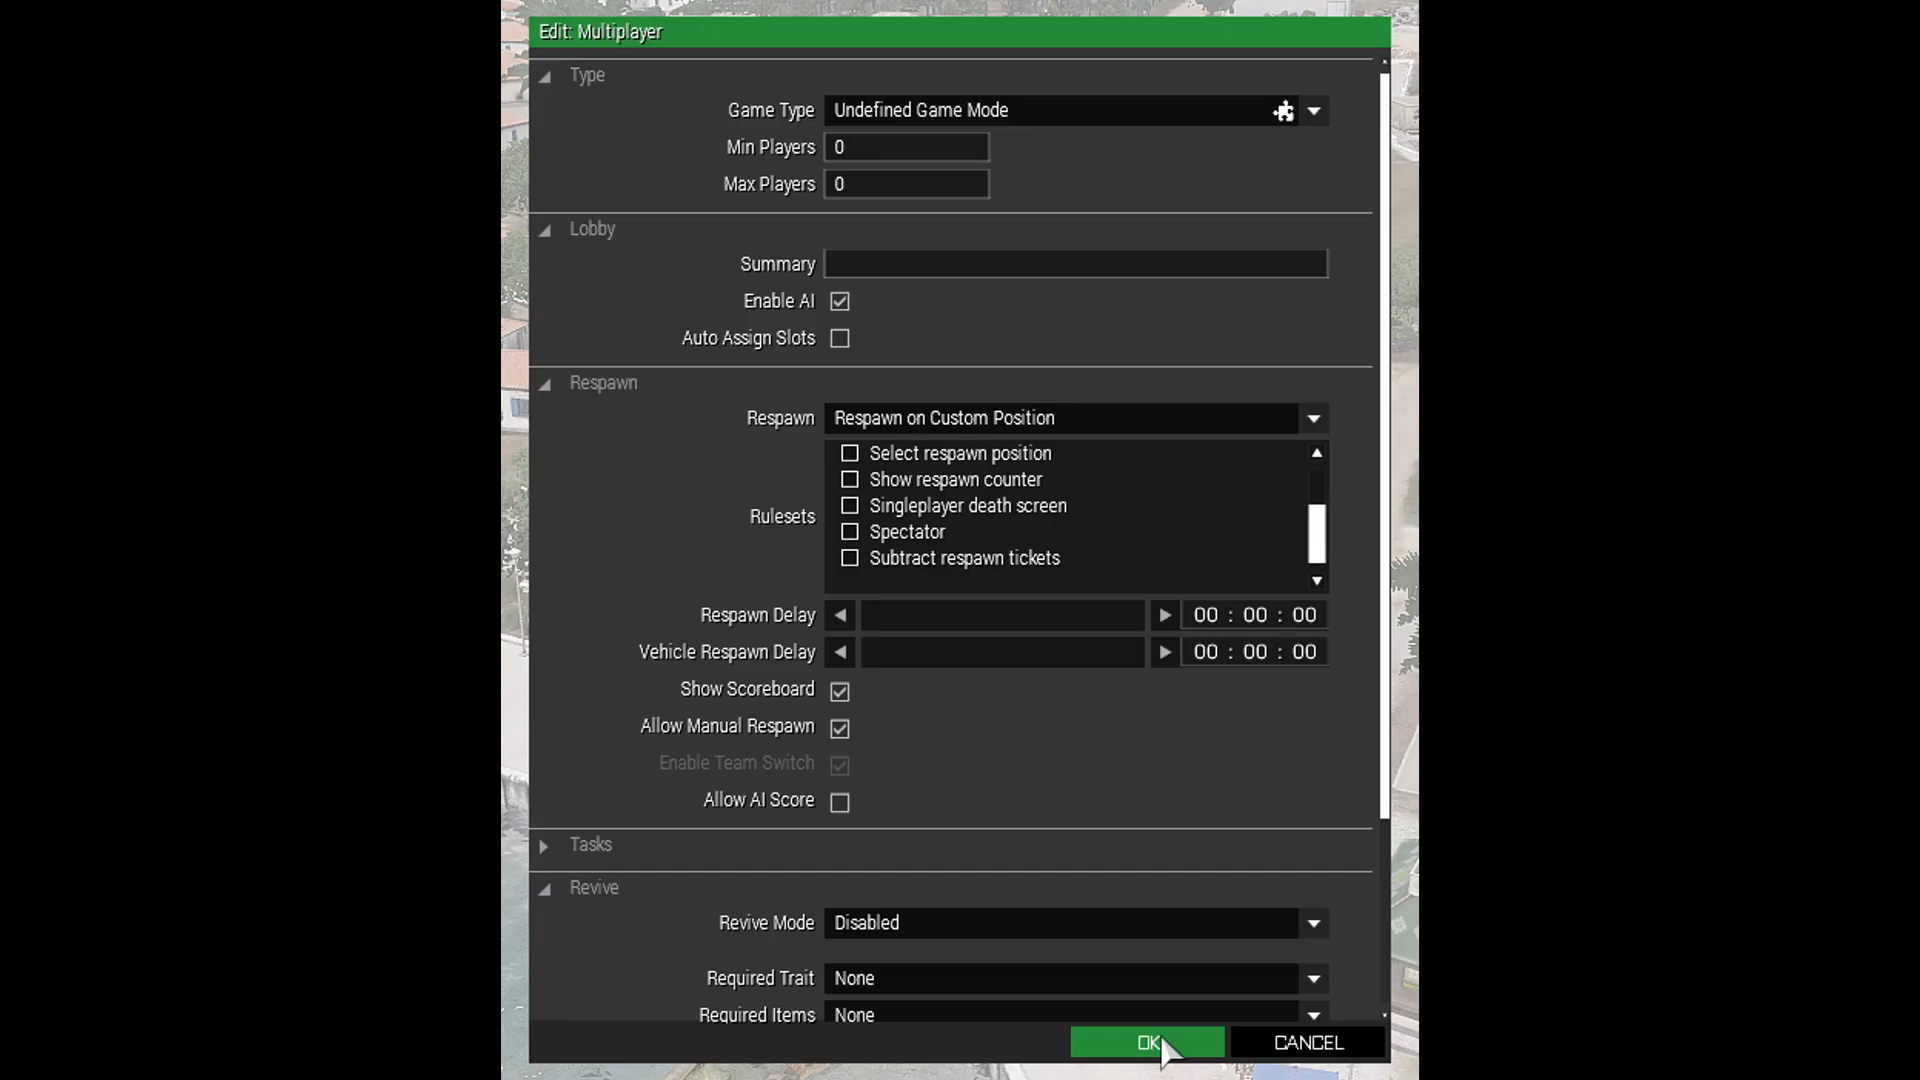 Edit: Multiplayer
Type
Game Type Undefined Game Mode
Min Players 0
Max Players 0
Lobby
Summary
Enable AI
Auto Assign Slots
Respawn
Respawn Respawn on Custom Position
Select respawn position
Show respawn counter
Singleplayer death screen
Rulesets
Spectator
Subtract respawn tickets
Respawn Delay 00 : 00 : 00
Vehicle Respawn Delay 00 : 00 : 00
Show Scoreboard
Allow Manual Respawn
Enable Team Switch
Allow AI Score
Tasks
Revive
Revive Mode Disabled
Required Trait None
Required Items None
OK CANCEL